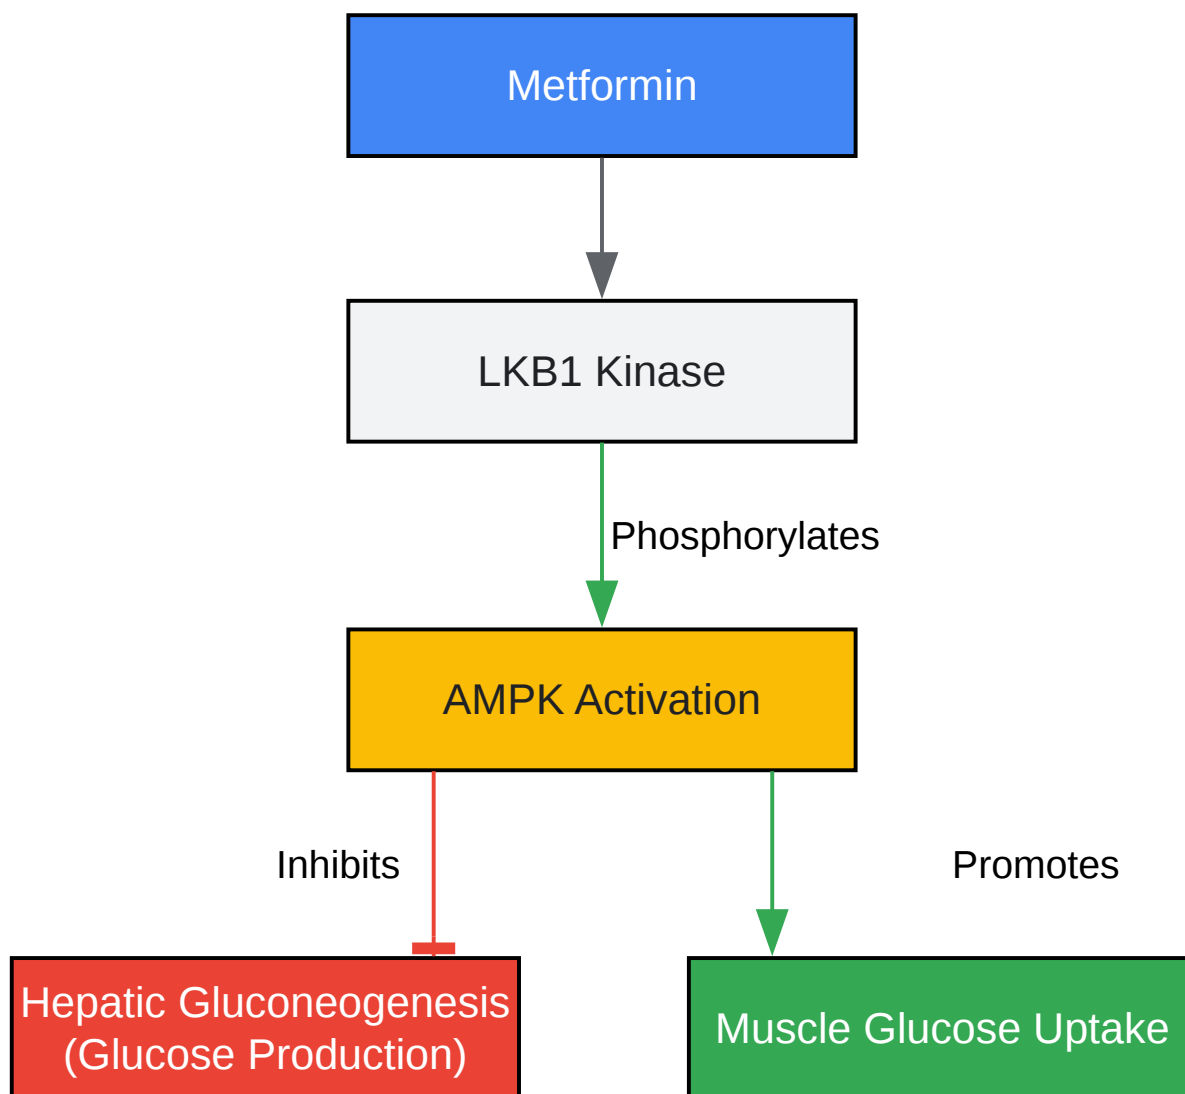 Metformin
LKB1 Kinase
Phosphorylates
AMPK Activation
Inhibits
Promotes
Hepatic Gluconeogenesis
(Glucose Production)
Muscle Glucose Uptake